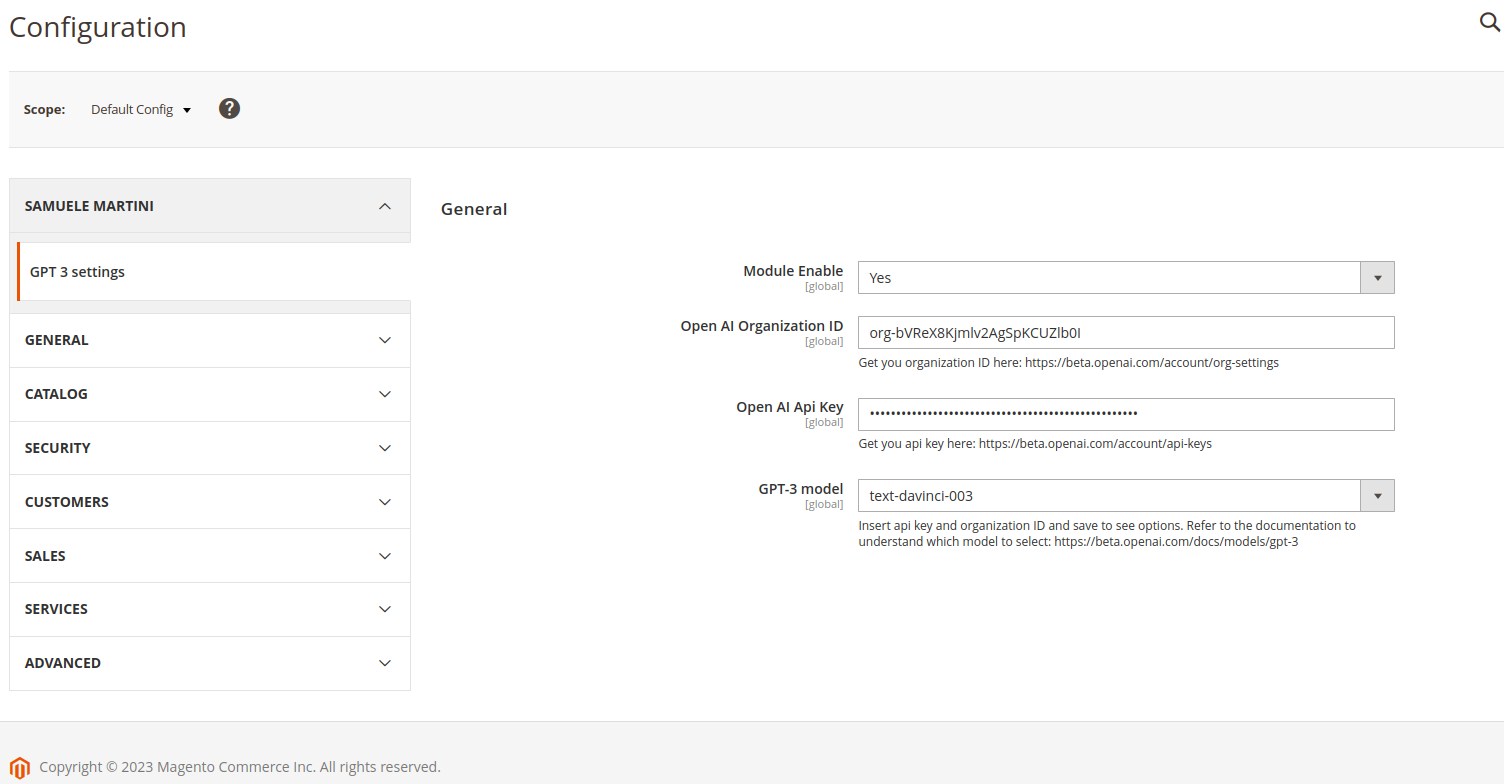 Configuration
Scope: Default Config ?
SAMUELE MARTINI
GPT 3 settings
GENERAL
CATALOG
SECURITY
CUSTOMERS
SALES
SERVICES
ADVANCED
General
Module Enable
[global]
Yes
Open AI Organization ID
[global]
org-bVReX8Kjmlv2AgSpKCUZlb0I
Get you organization ID here: https://beta.openai.com/account/org-settings
Open AI Api Key
[global]
Get you api key here: https://beta.openai.com/account/api-keys
GPT-3 model
[global]
text-davinci-003
Insert api key and organization ID and save to see options. Refer to the documentation to
understand which model to select: https://beta.openai.com/docs/models/gpt-3
Copyright © 2023 Magento Commerce Inc. All rights reserved.